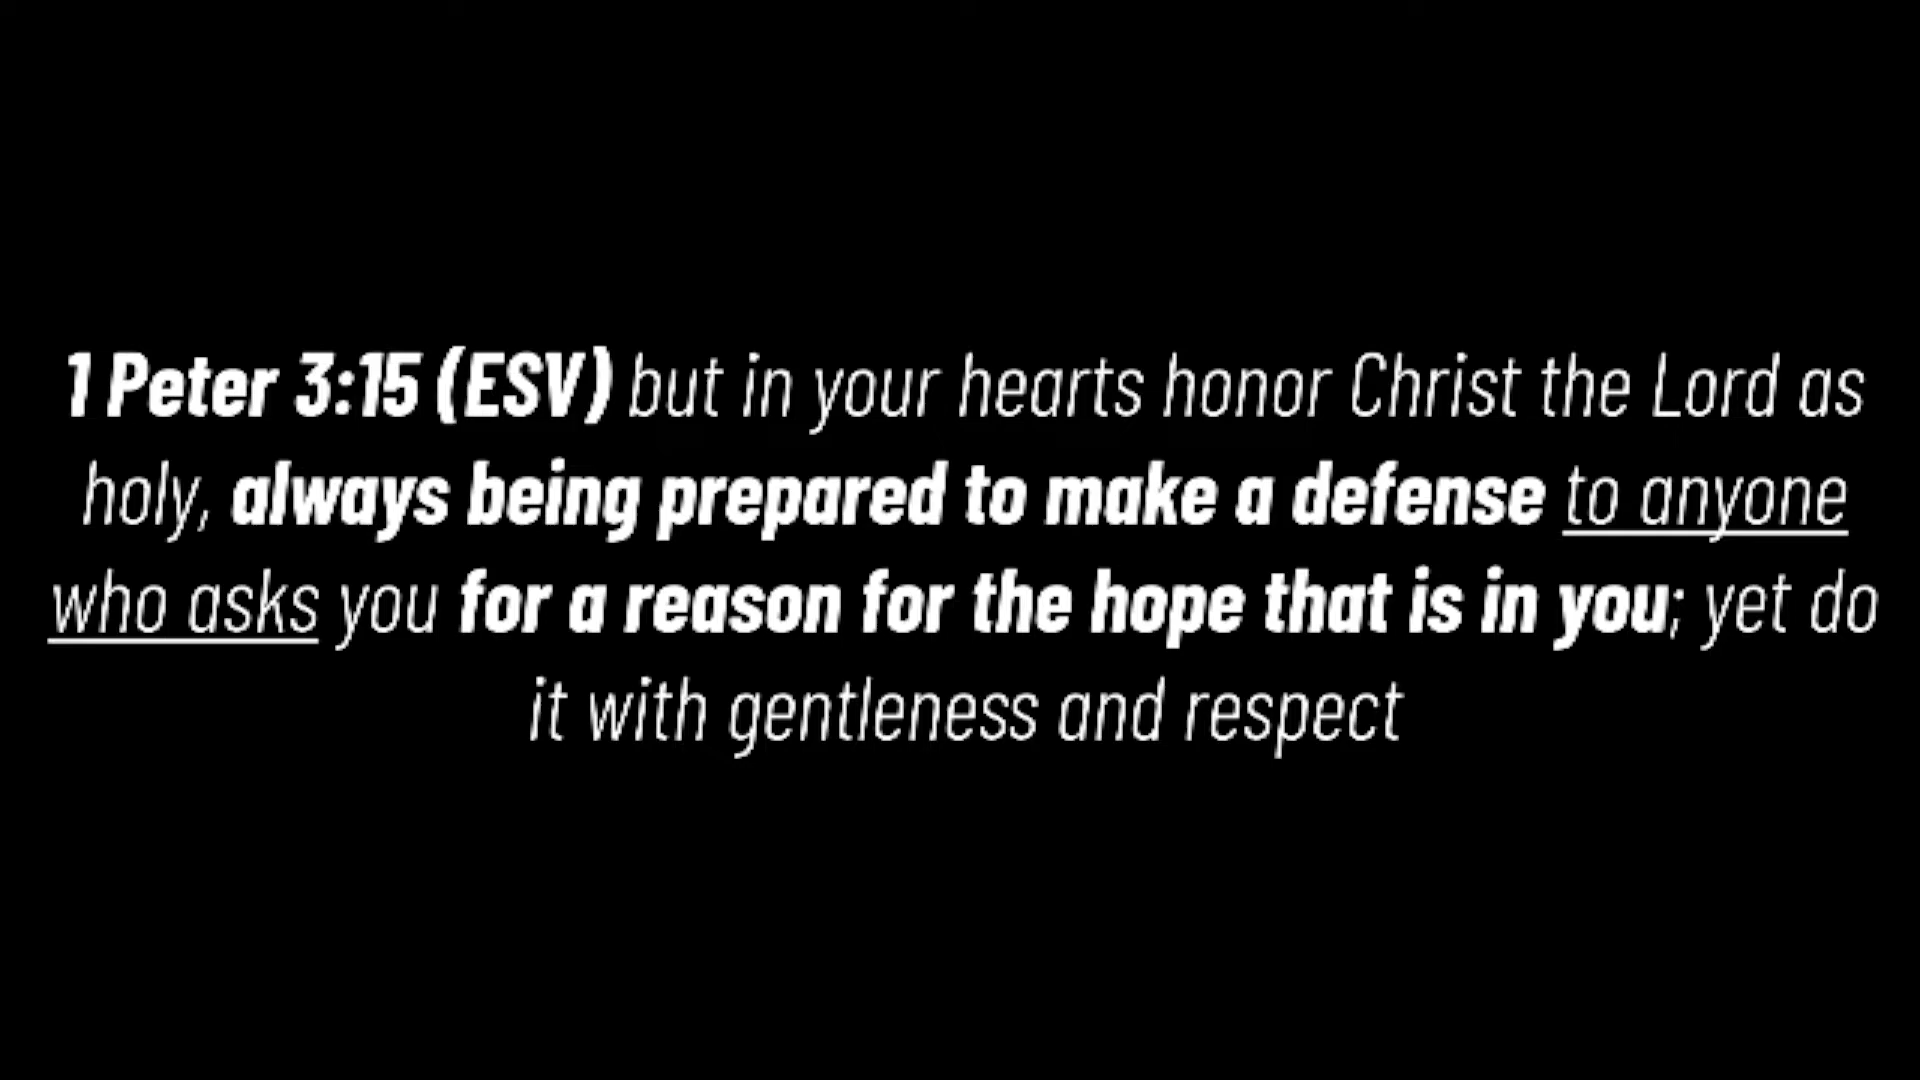 1 Peter 3:15 (ESV) but in your hearts honor Christ the Lord as
holy, always being prepared to make a defense to anyone
who asks you for a reason for the hope that is in you; yet do
it with gentleness and respect